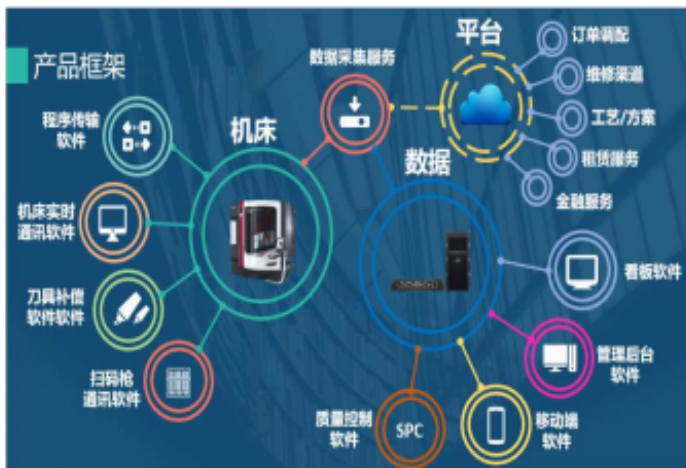 产品框架
平台
数据采集服务
订单调配
维修渠道
工艺/方案
租赁服务
金融服务
程序传输
软件
机床
数据
机床实时
通讯软件
刀具补偿
软件软件
扫码枪
通讯软件
看板软件
管理后台
软件
质量控制
软件
SPC
移动端
软件